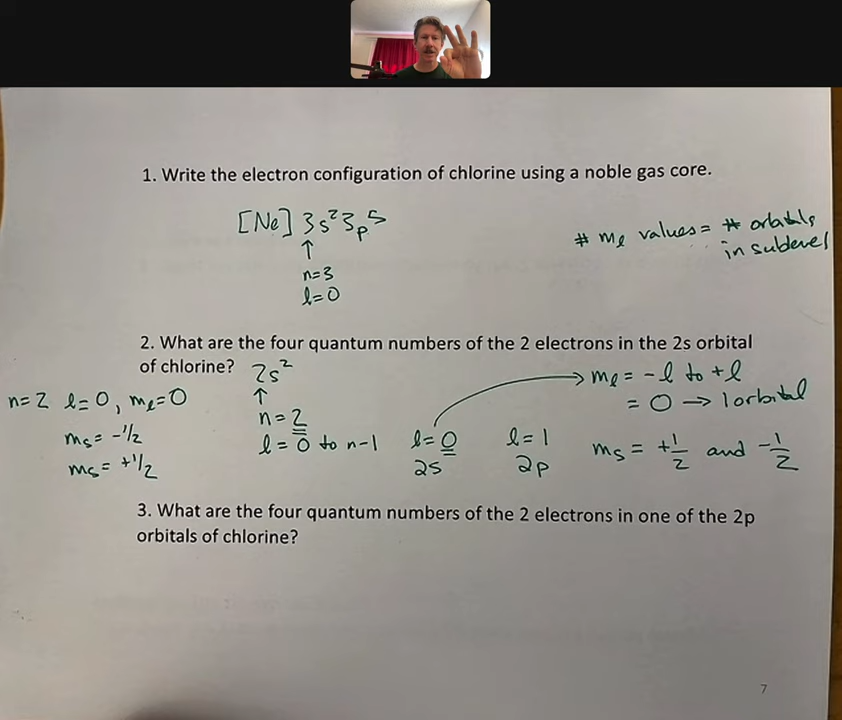 1. Write the electron configuration of chlorine using a noble gas core.
[Ne] 3s²3p⁵
↑
n=3
l=0
# mₗ values = # orbitals
in sublevel
2. What are the four quantum numbers of the 2 electrons in the 2s orbital
of chlorine? 2s²
↑
n=2
l=0 to n-1
n=2 l=0, mₗ=0
mₛ=-1/2
mₛ=+1/2
l=0
2s
l=1
2p
→ mₗ = -l to +l
= 0 → 1 orbital
mₛ = +1/2 and -1/2
3. What are the four quantum numbers of the 2 electrons in one of the 2p
orbitals of chlorine?
7